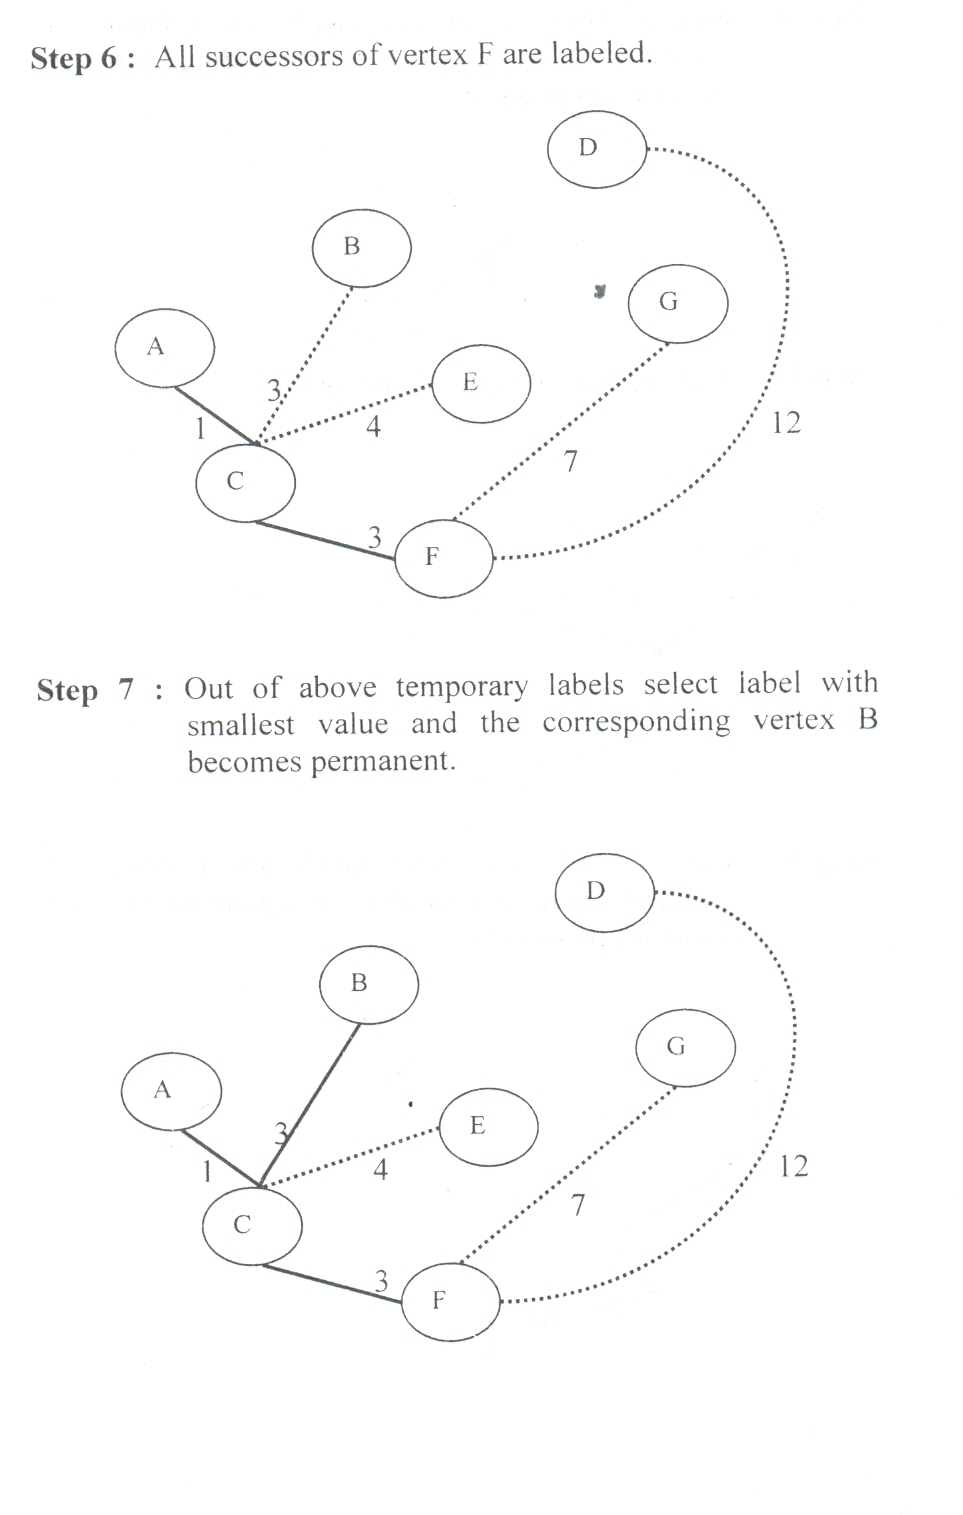 Step 6 : All successors of vertex F are labeled.
D
B
G
A
E
3
1
4
12
C
7
3
F
Step 7 : Out of above temporary labels select label with
smallest value and the corresponding vertex B
becomes permanent.
D
B
G
A
E
3
1
4
12
C
7
3
F